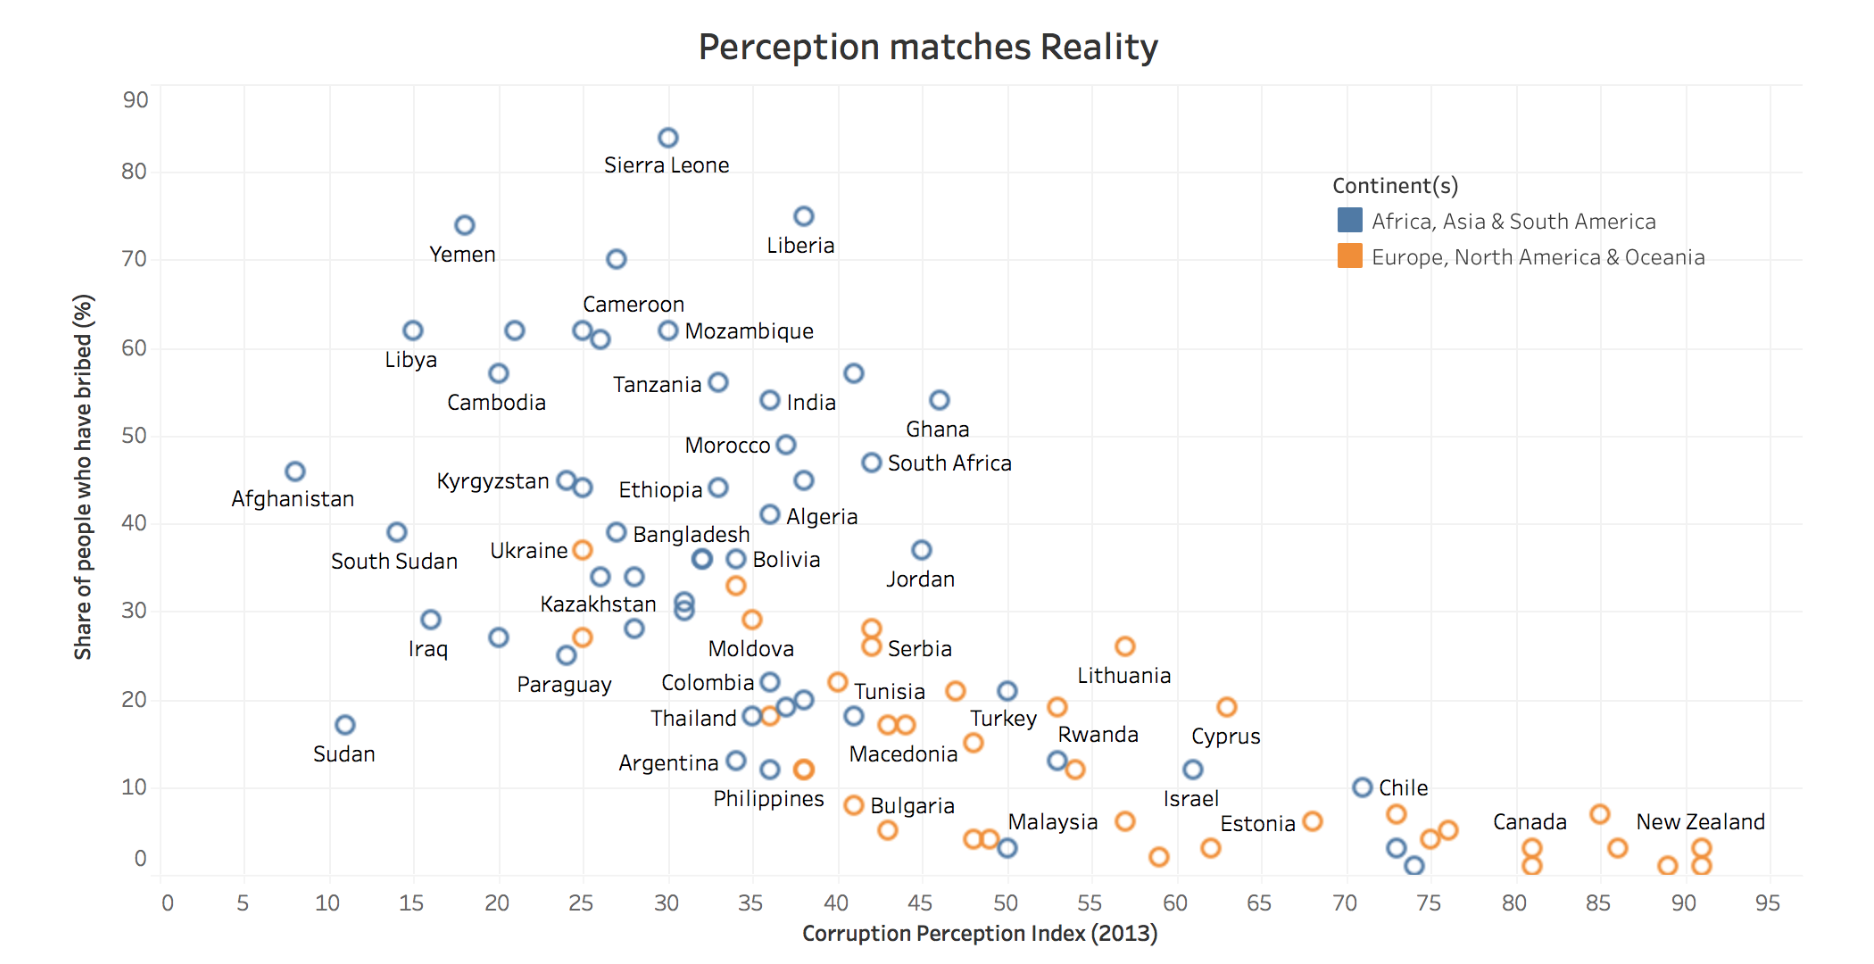 Perception matches Reality
90
Sierra Leone
80
Continent(s)
Africa, Asia & South America
Europe, North America & Oceania
Yemen
Liberia
70
Cameroon
Mozambique
60
Libya
Tanzania
Cambodia
India
Ghana
50
Morocco
South Africa
Kyrgyzstan
Ethiopia
Afghanistan
Algeria
40
Bangladesh
Ukraine
South Sudan
Bolivia
Jordan
Kazakhstan
30
Iraq
Moldova
Serbia
Lithuania
Paraguay
Colombia
Tunisia
20
Thailand
Turkey
Rwanda
Cyprus
Sudan
Macedonia
Argentina
10
Philippines
Israel
Chile
Bulgaria
Malaysia
Estonia
Canada
New Zealand
0
Share of people who have bribed (%)
0 5 10 15 20 25 30 35 40 45 50 55 60 65 70 75 80 85 90 95
Corruption Perception Index (2013)